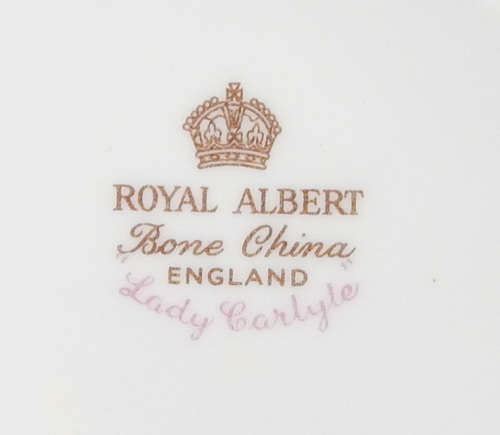 ROYAL ALBERT
"Bone China"
ENGLAND
"Lady Carlyle"